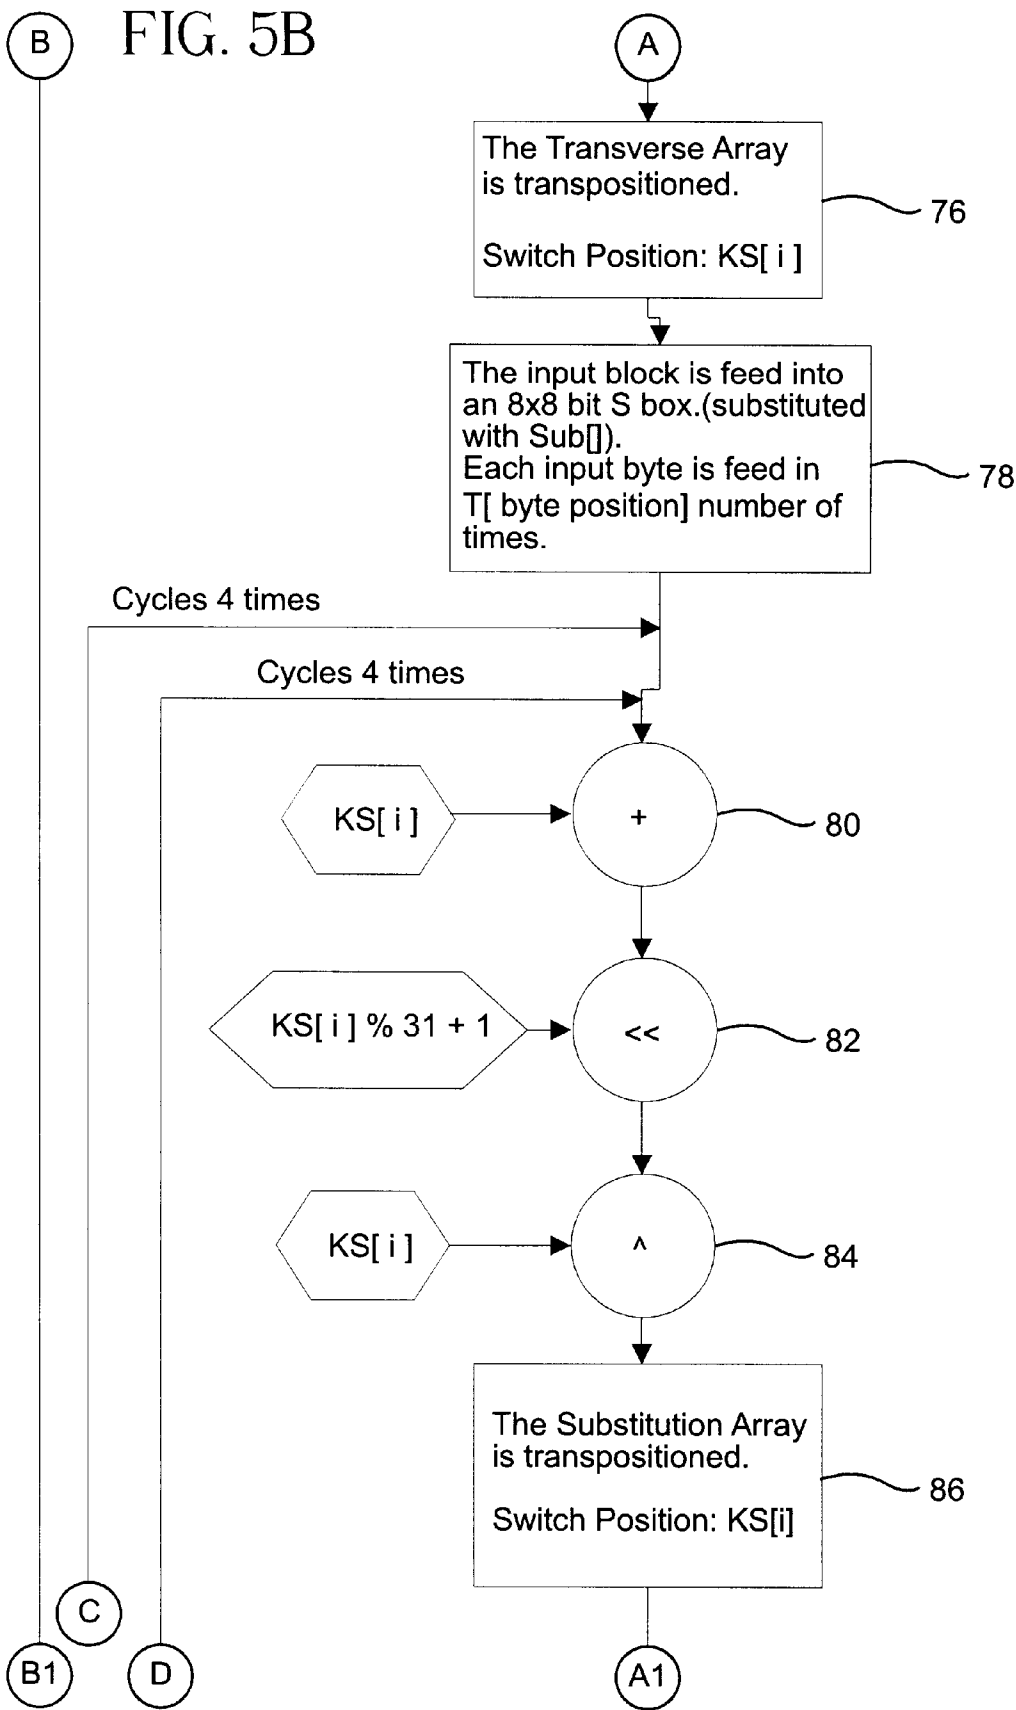 B
FIG. 5B
A
The Transverse Array
is transpositioned.
Switch Position: KS[ i ]
76
The input block is feed into
an 8x8 bit S box.(substituted
with Sub[]).
Each input byte is feed in
T[ byte position] number of
times.
78
Cycles 4 times
Cycles 4 times
KS[ i ]
+
80
KS[ i ] % 31 + 1
<<
82
KS[ i ]
^
84
The Substitution Array
is transpositioned.
Switch Position: KS[i]
86
C
B1
D
A1